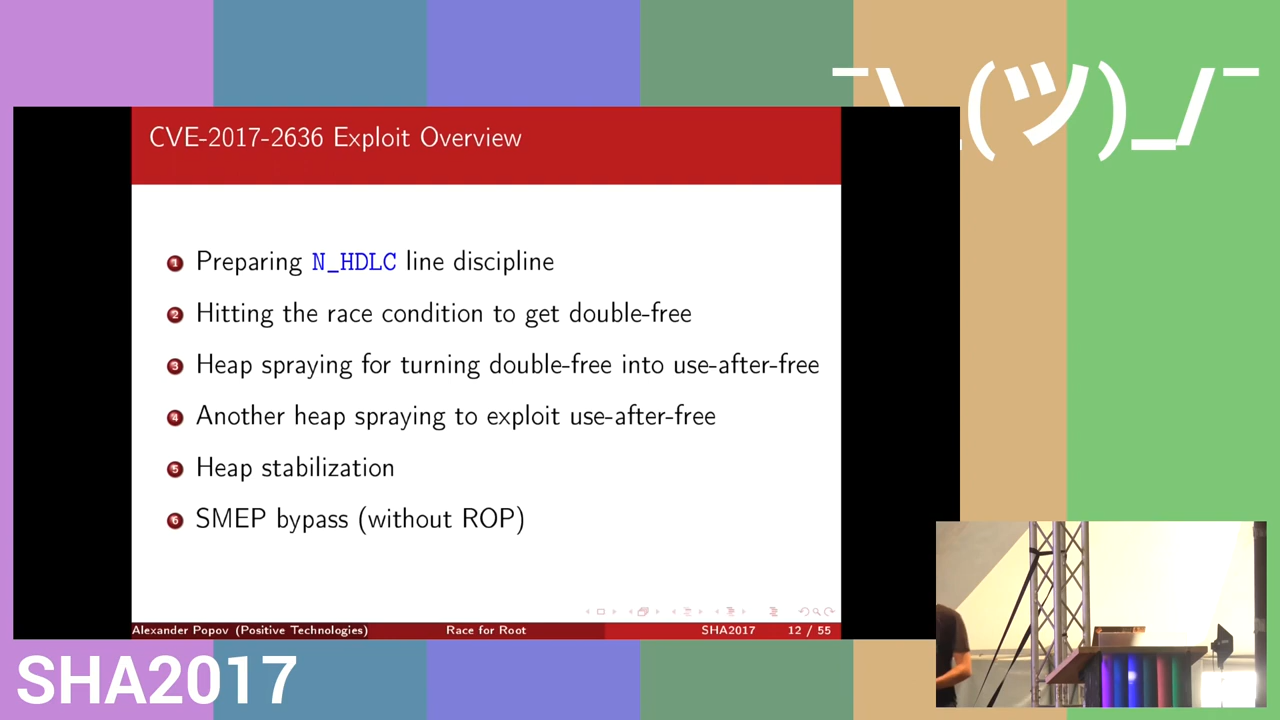 ¯\_(ツ)_/¯
CVE-2017-2636 Exploit Overview
1 Preparing N_HDLC line discipline
2 Hitting the race condition to get double-free
3 Heap spraying for turning double-free into use-after-free
4 Another heap spraying to exploit use-after-free
5 Heap stabilization
6 SMEP bypass (without ROP)
Alexander Popov (Positive Technologies) Race for Root SHA2017 12 / 55
SHA2017